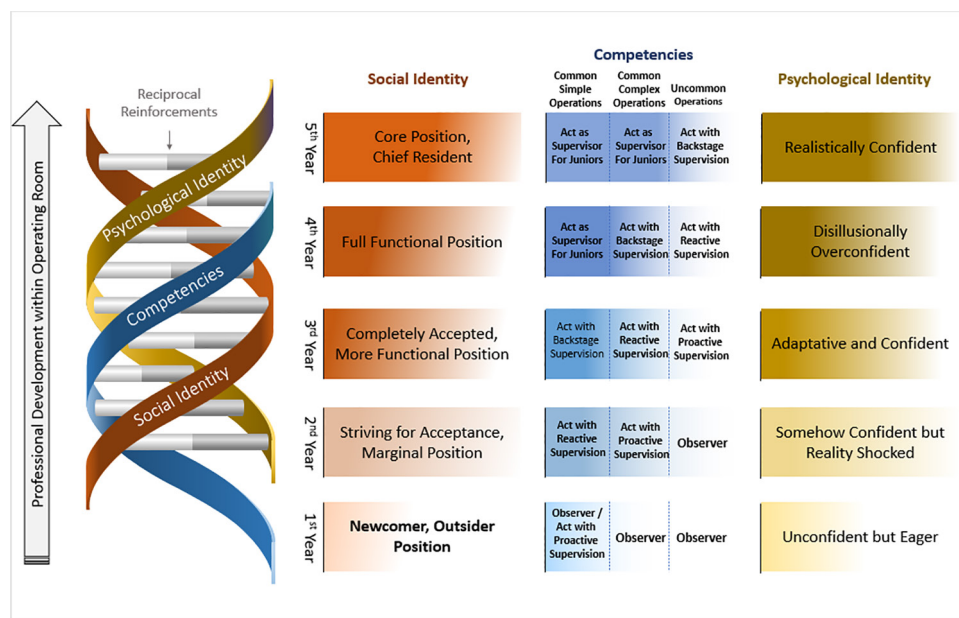 Professional Development within Operating Room
Reciprocal
Reinforcements
Psychological Identity
Competencies
Social Identity
Social Identity
Competencies
Common
Simple
Operations
Common
Complex
Operations
Uncommon
Operations
Psychological Identity
5th Year
Core Position,
Chief Resident
Act as
Supervisor
For Juniors
Act as
Supervisor
For Juniors
Act with
Backstage
Supervision
Realistically Confident
4th Year
Full Functional Position
Act as
Supervisor
For Juniors
Act with
Backstage
Supervision
Act with
Reactive
Supervision
Disillusionally
Overconfident
3rd Year
Completely Accepted,
More Functional Position
Act with
Backstage
Supervision
Act with
Reactive
Supervision
Act with
Proactive
Supervision
Adaptative and Confident
2nd Year
Striving for Acceptance,
Marginal Position
Act with
Reactive
Supervision
Act with
Proactive
Supervision
Observer
Somehow Confident but
Reality Shocked
1st Year
Newcomer, Outsider
Position
Observer /
Act with
Proactive
Supervision
Observer
Observer
Unconfident but Eager